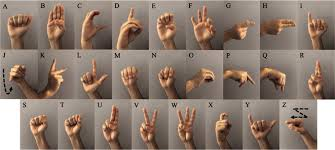 A B C D E F G H I
J K L M N O P Q R
S T U V W X Y Z